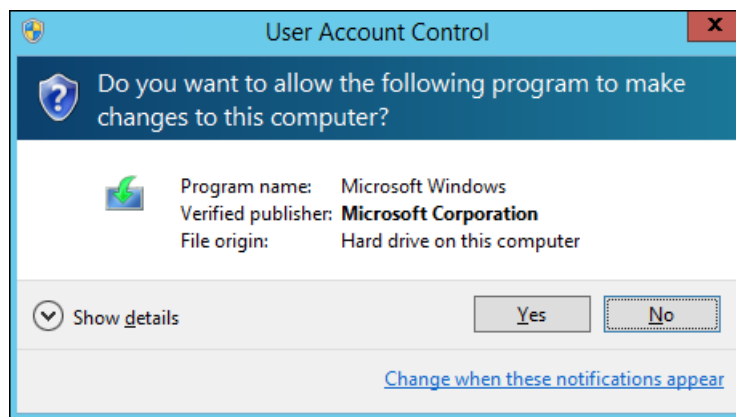 User Account Control
Do you want to allow the following program to make
changes to this computer?
Program name: Microsoft Windows
Verified publisher: Microsoft Corporation
File origin: Hard drive on this computer
Show details
Yes
No
Change when these notifications appear